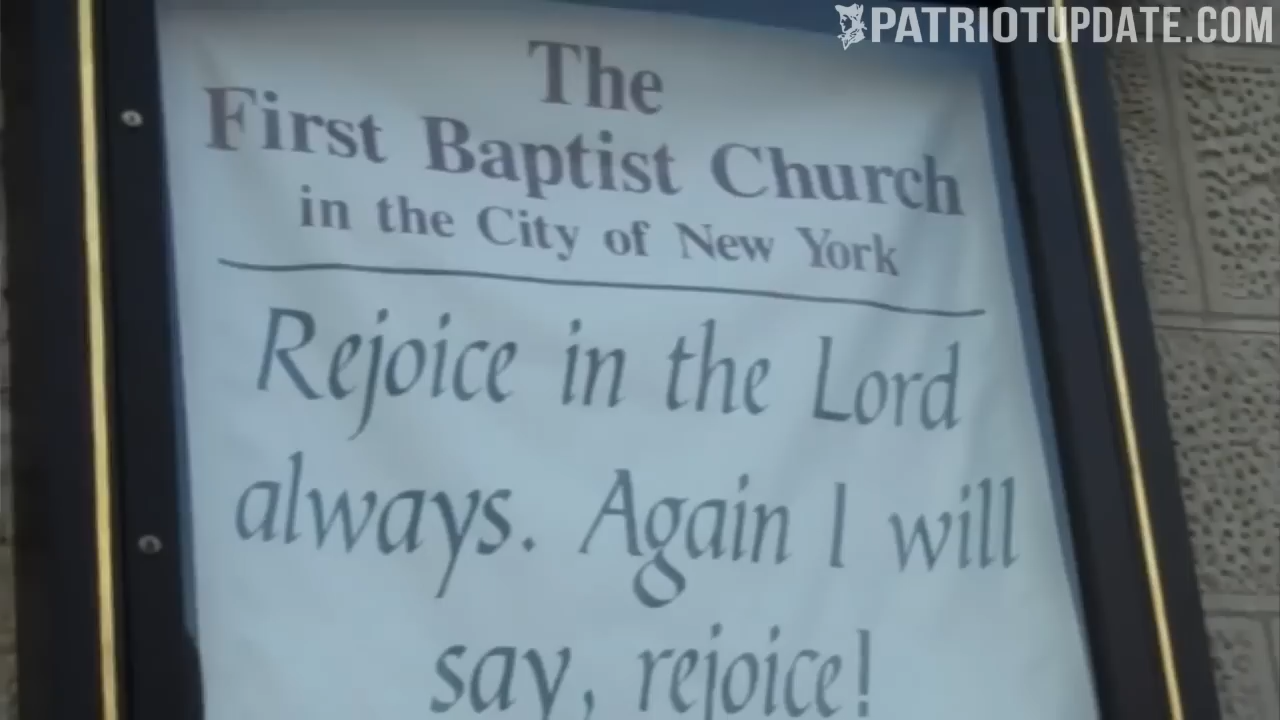 PATRIOTUPDATE.COM
The
First Baptist Church
in the City of New York
Rejoice in the Lord
always. Again I will
say, rejoice!